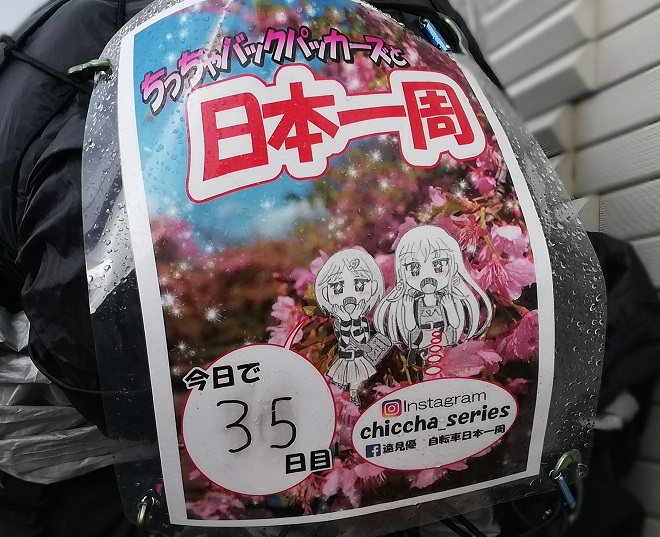 ちっちゃバックパッカーズと
日本一周
今日で
35
日目
Instagram
chiccha_series
遠見優 自転車日本一周